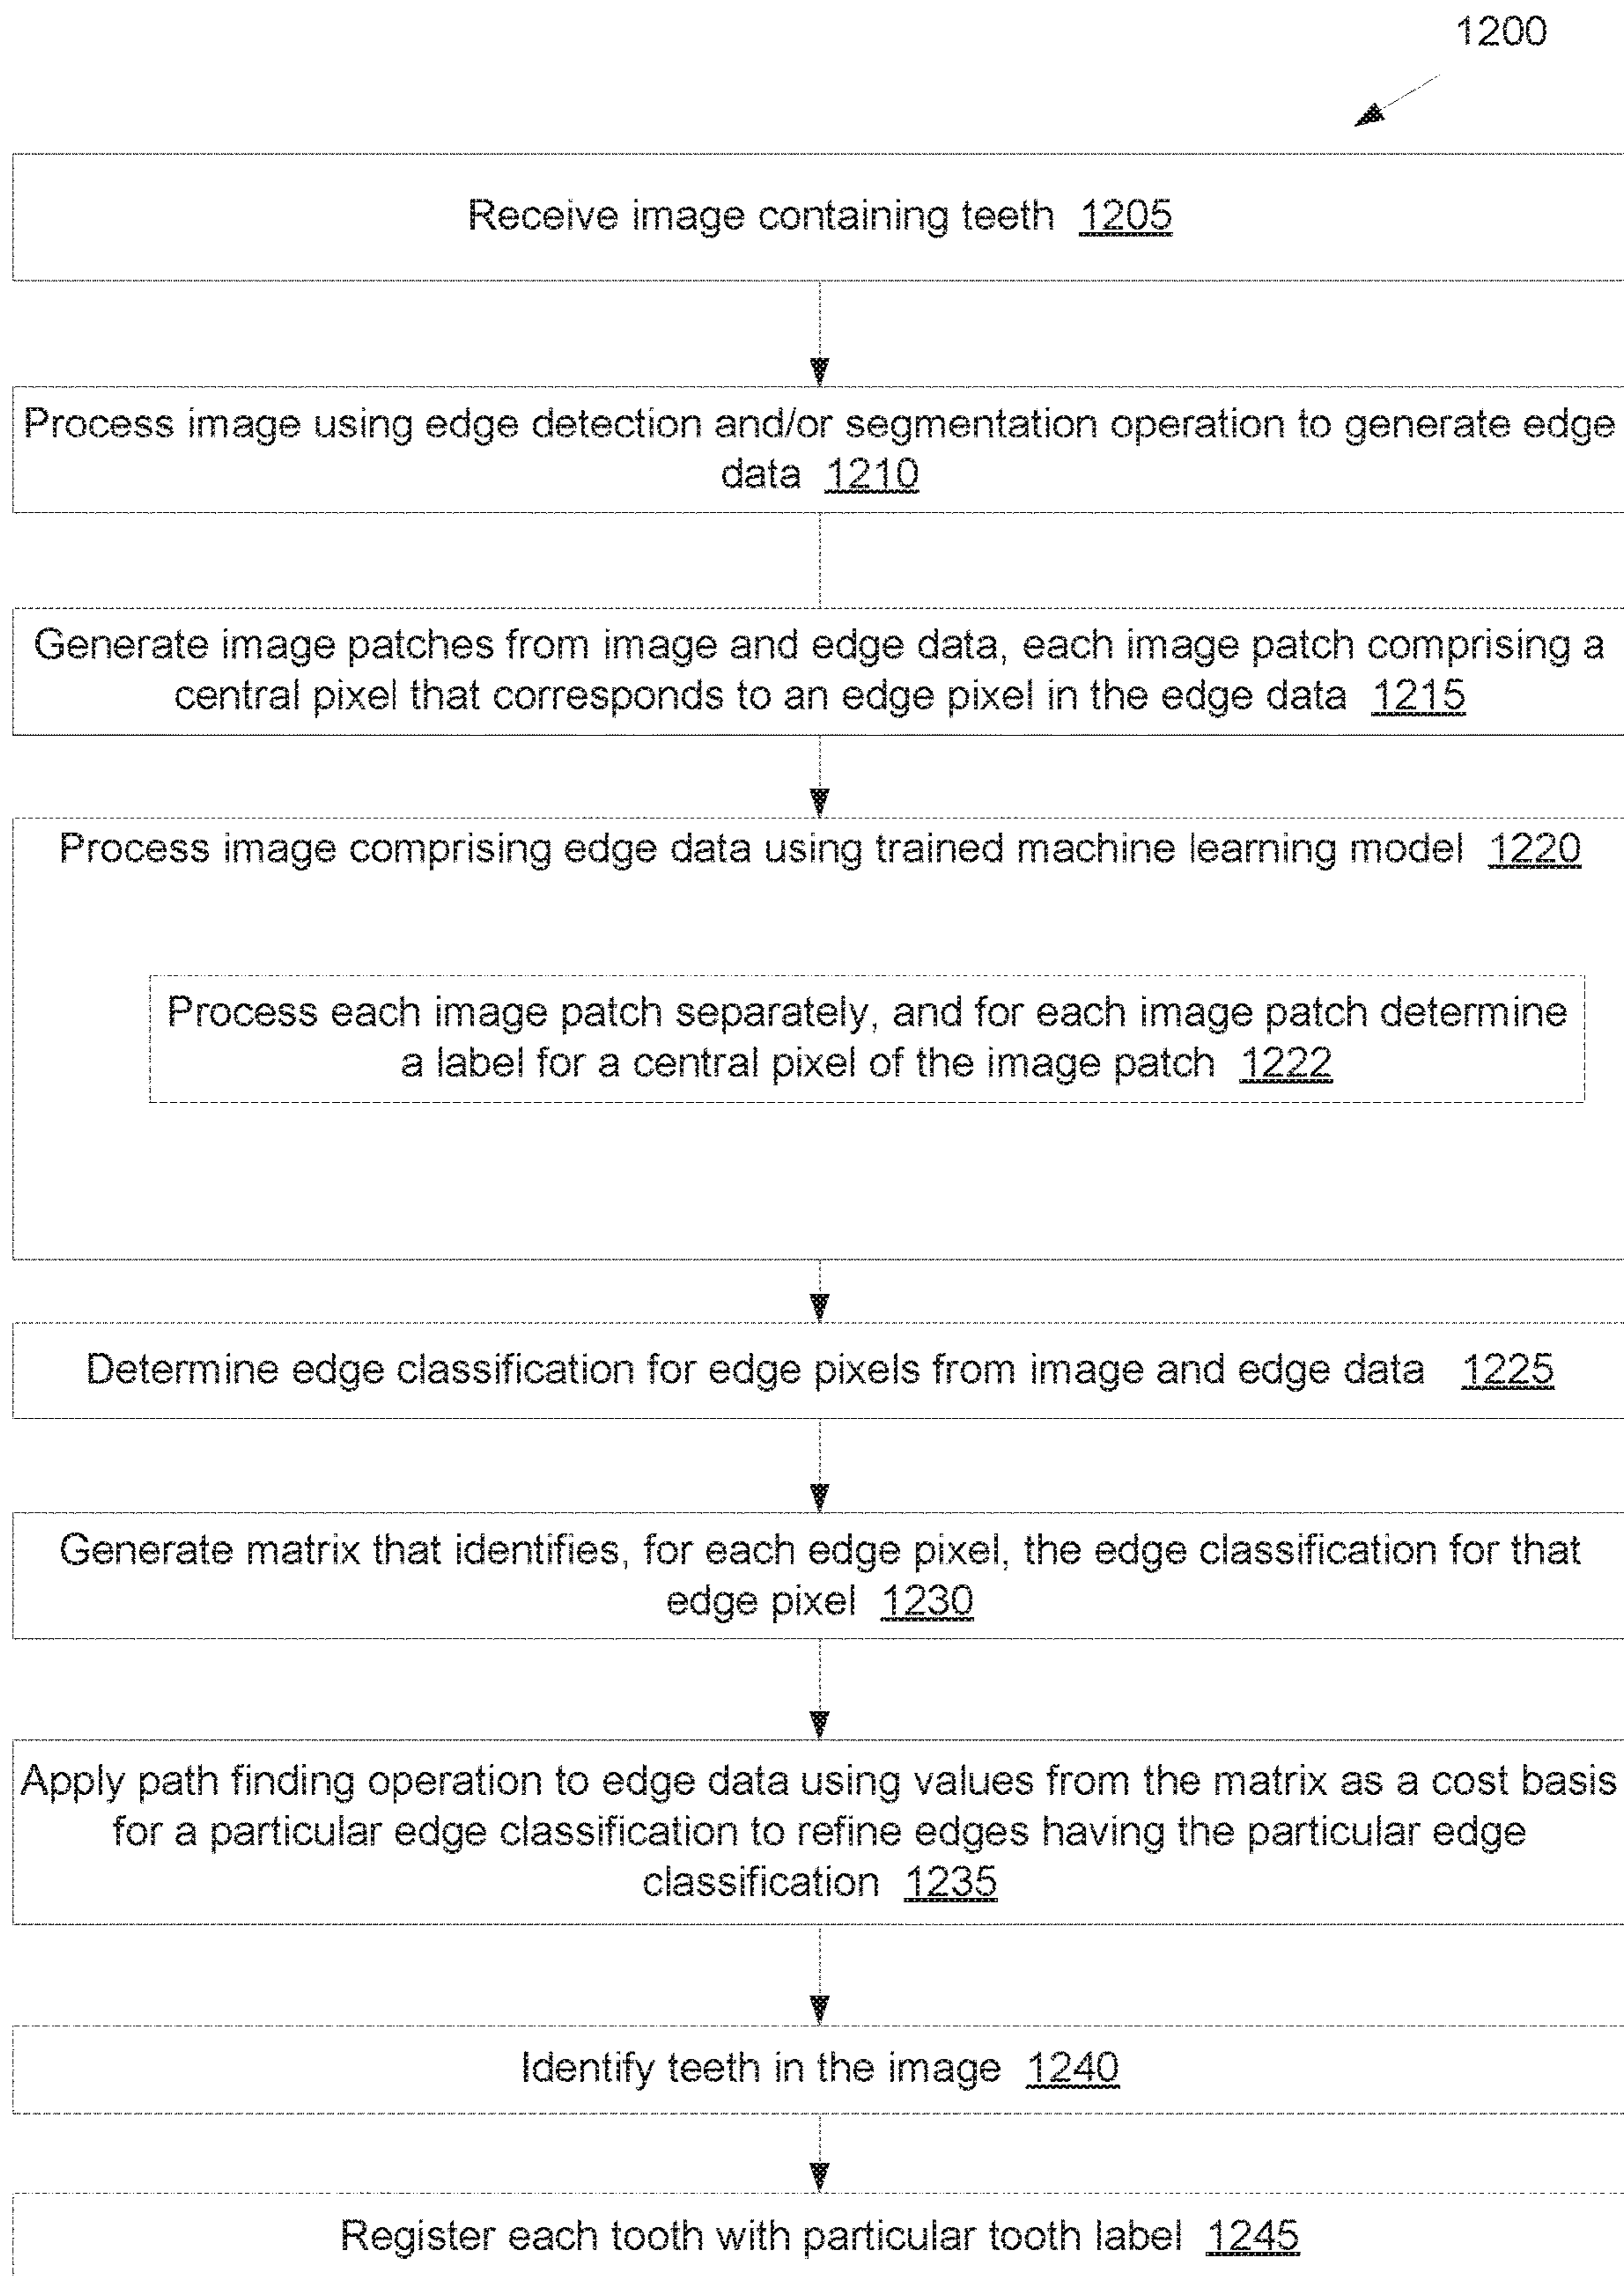 1200
Receive image containing teeth 1205
Process image using edge detection and/or segmentation operation to generate edge
data 1210
Generate image patches from image and edge data, each image patch comprising a
central pixel that corresponds to an edge pixel in the edge data 1215
Process image comprising edge data using trained machine learning model 1220
Process each image patch separately, and for each image patch determine
a label for a central pixel of the image patch 1222
Determine edge classification for edge pixels from image and edge data 1225
Generate matrix that identifies, for each edge pixel, the edge classification for that
edge pixel 1230
Apply path finding operation to edge data using values from the matrix as a cost basis
for a particular edge classification to refine edges having the particular edge
classification 1235
Identify teeth in the image 1240
Register each tooth with particular tooth label 1245